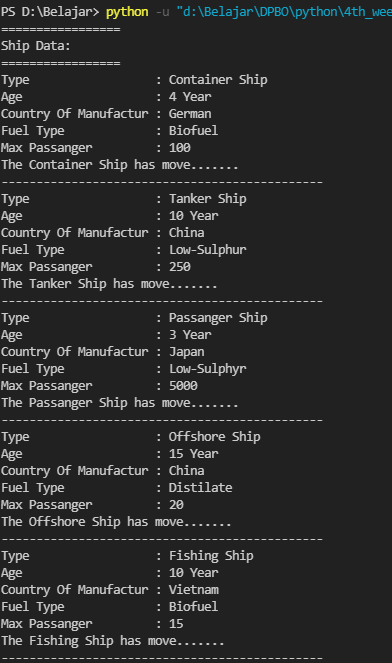 PS D:\Belajar> python -u "d:\Belajar\DPBO\python\4th_wee
=================
Ship Data:
=================
Type                  : Container Ship
Age                   : 4 Year
Country Of Manufactur : German
Fuel Type             : Biofuel
Max Passanger         : 100
The Container Ship has move.......
----------------------------------------------
Type                  : Tanker Ship
Age                   : 10 Year
Country Of Manufactur : China
Fuel Type             : Low-Sulphur
Max Passanger         : 250
The Tanker Ship has move.......
----------------------------------------------
Type                  : Passanger Ship
Age                   : 3 Year
Country Of Manufactur : Japan
Fuel Type             : Low-Sulphyr
Max Passanger         : 5000
The Passanger Ship has move.......
----------------------------------------------
Type                  : Offshore Ship
Age                   : 15 Year
Country Of Manufactur : China
Fuel Type             : Distilate
Max Passanger         : 20
The Offshore Ship has move.......
----------------------------------------------
Type                  : Fishing Ship
Age                   : 10 Year
Country Of Manufactur : Vietnam
Fuel Type             : Biofuel
Max Passanger         : 15
The Fishing Ship has move.......
----------------------------------------------